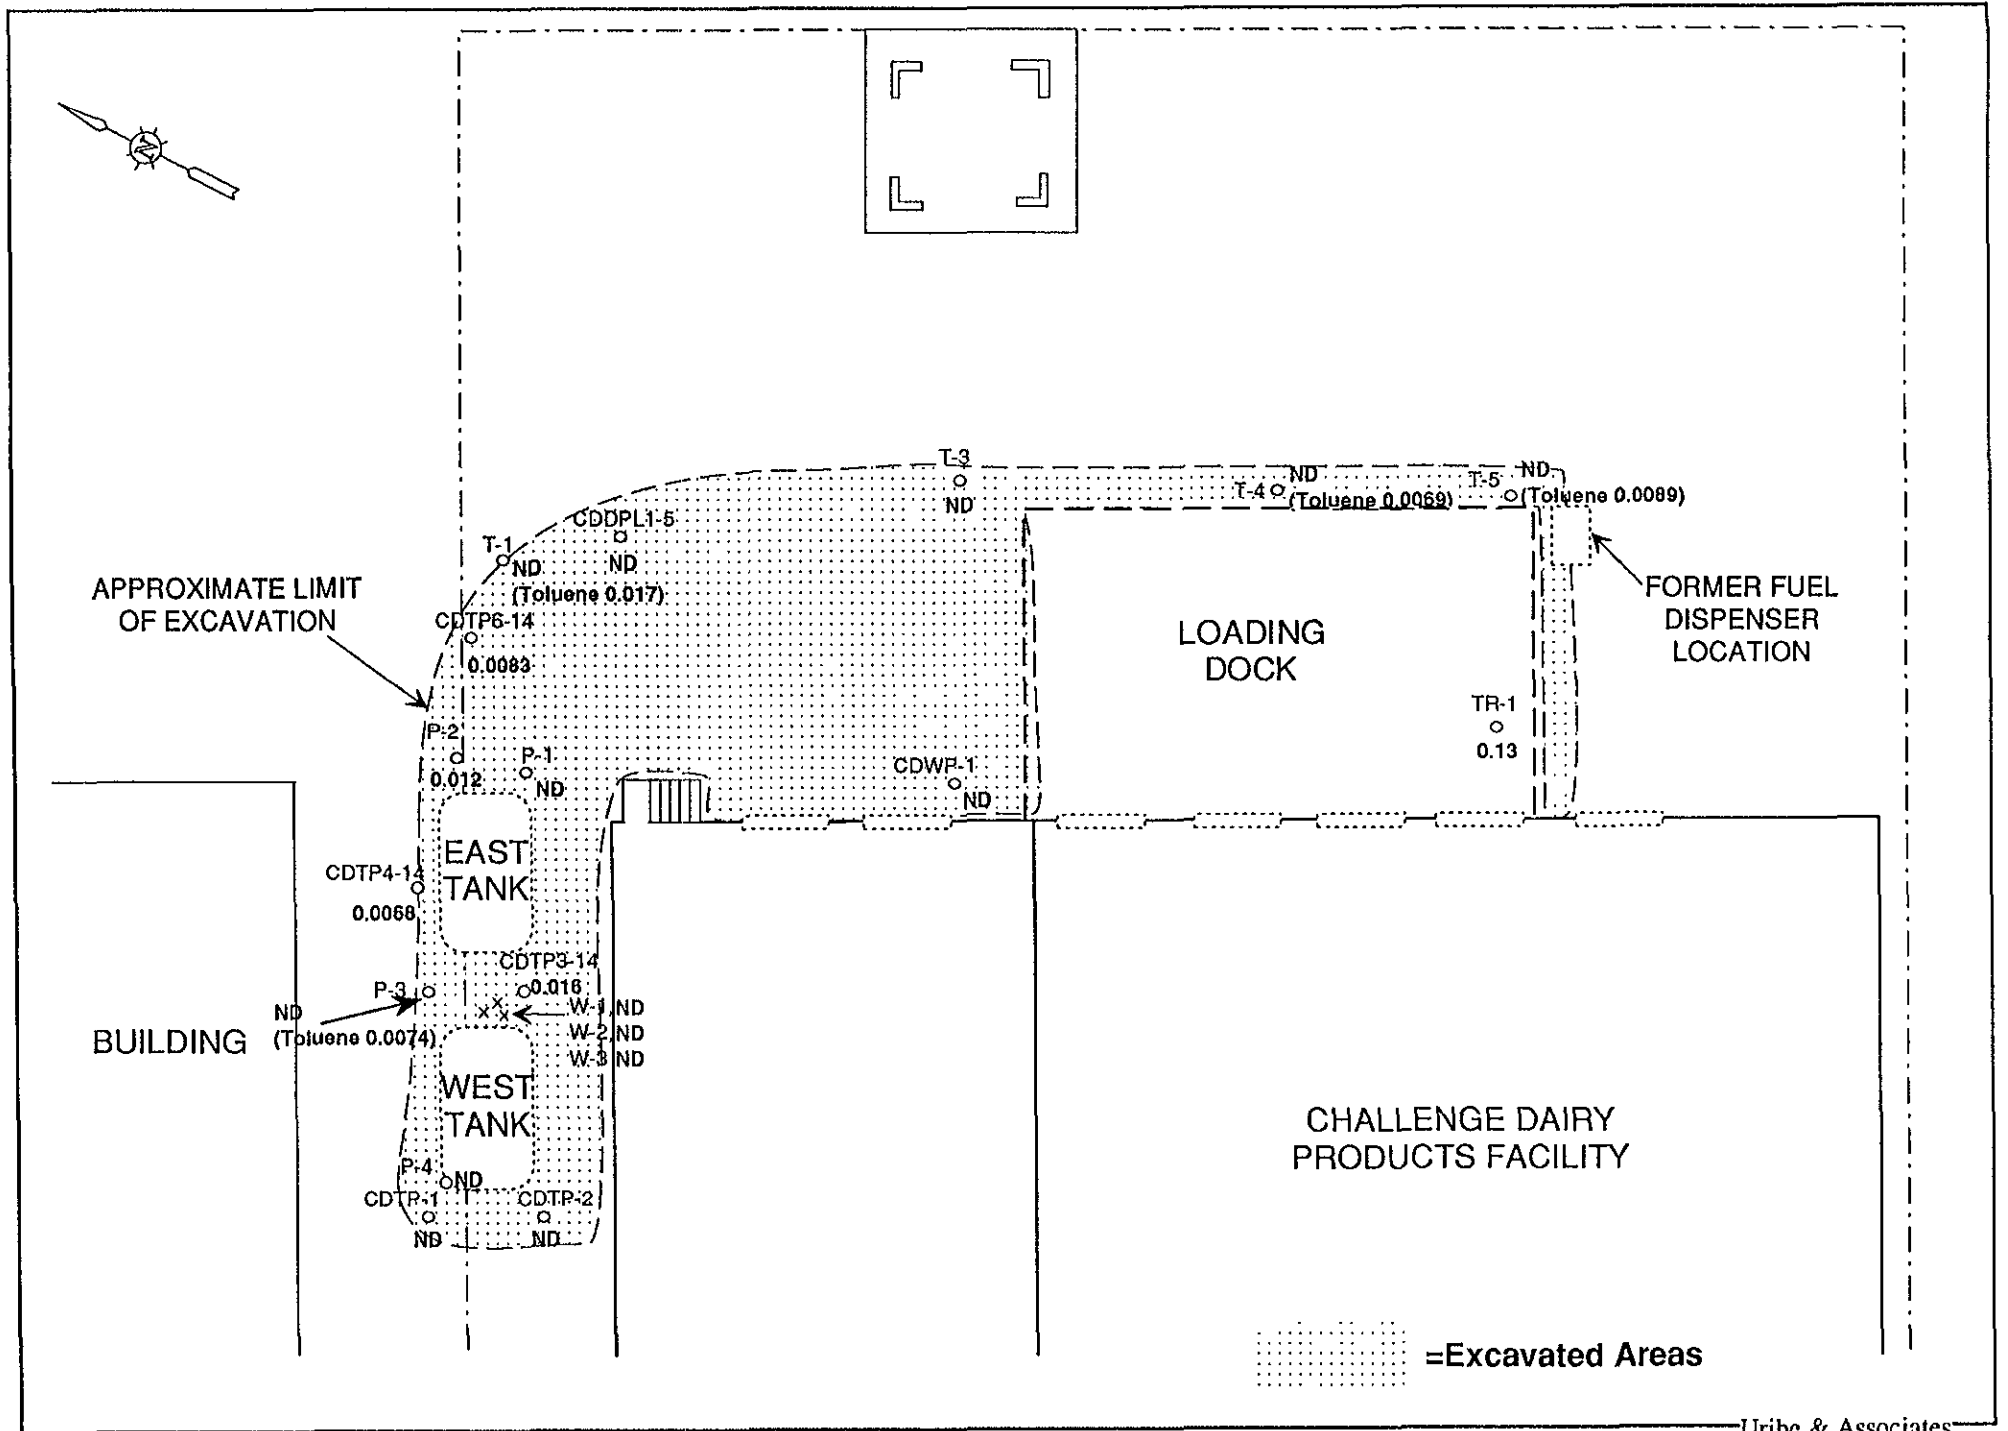 N
T-3
ND
T-4
ND
(Toluene 0.0069)
T-5
ND
(Toluene 0.0089)
CDDPL1-5
ND
T-1
ND
(Toluene 0.017)
APPROXIMATE LIMIT
OF EXCAVATION
CDTP6-14
0.0083
LOADING
DOCK
FORMER FUEL
DISPENSER
LOCATION
TR-1
0.13
P-2
0.012
P-1
ND
CDWP-1
ND
EAST
TANK
CDTP4-14
0.0068
CDTP3-14
0.016
P-3
ND
(Toluene 0.0074)
W-1,ND
W-2,ND
W-3,ND
BUILDING
WEST
TANK
CHALLENGE DAIRY
PRODUCTS FACILITY
P-4
ND
CDTP-1
ND
CDTP-2
ND
=Excavated Areas
Uribe & Associates